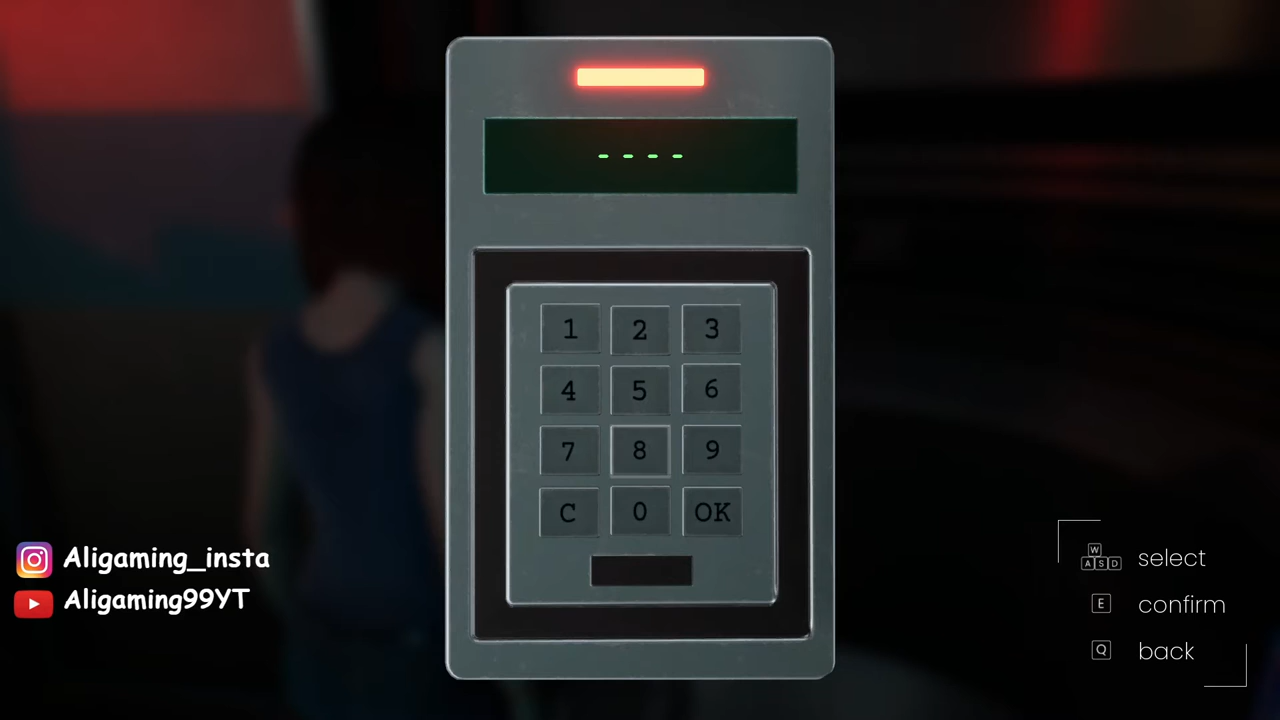 - - - -
1 2 3
4 5 6
7 8 9
C 0 OK
Aligaming_insta
Aligaming99YT
W
A S D
select
E confirm
Q back